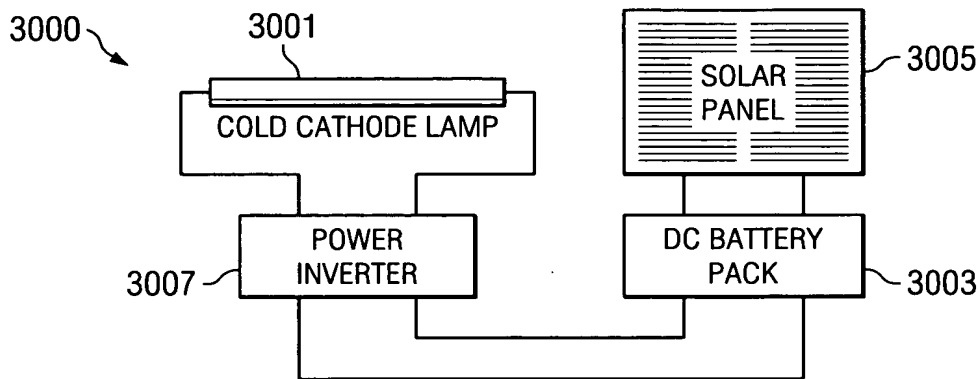 3000
3001
COLD CATHODE LAMP
SOLAR
PANEL
3005
POWER
INVERTER
3007
DC BATTERY
PACK
3003